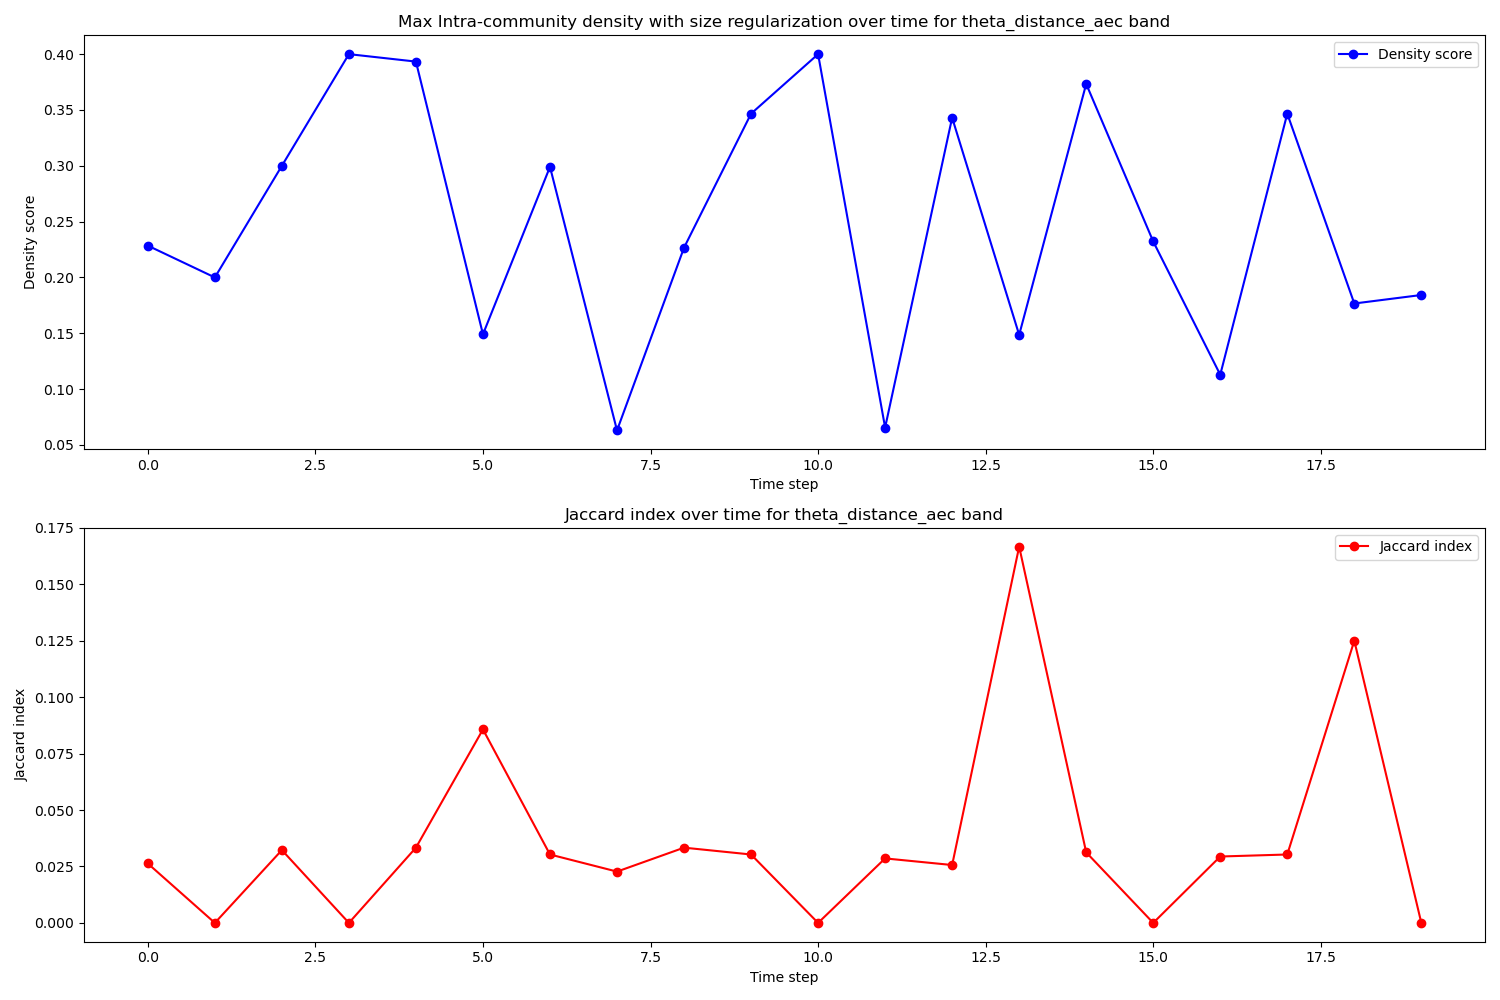 Max Intra-community density with size regularization over time for theta_distance_aec band
Density score
0.40
0.35
0.30
0.25
0.20
0.15
0.10
0.05
Density score
0.0 2.5 5.0 7.5 10.0 12.5 15.0 17.5
Time step
Jaccard index over time for theta_distance_aec band
Jaccard index
0.175
0.150
0.125
0.100
0.075
0.050
0.025
0.000
Jaccard index
0.0 2.5 5.0 7.5 10.0 12.5 15.0 17.5
Time step